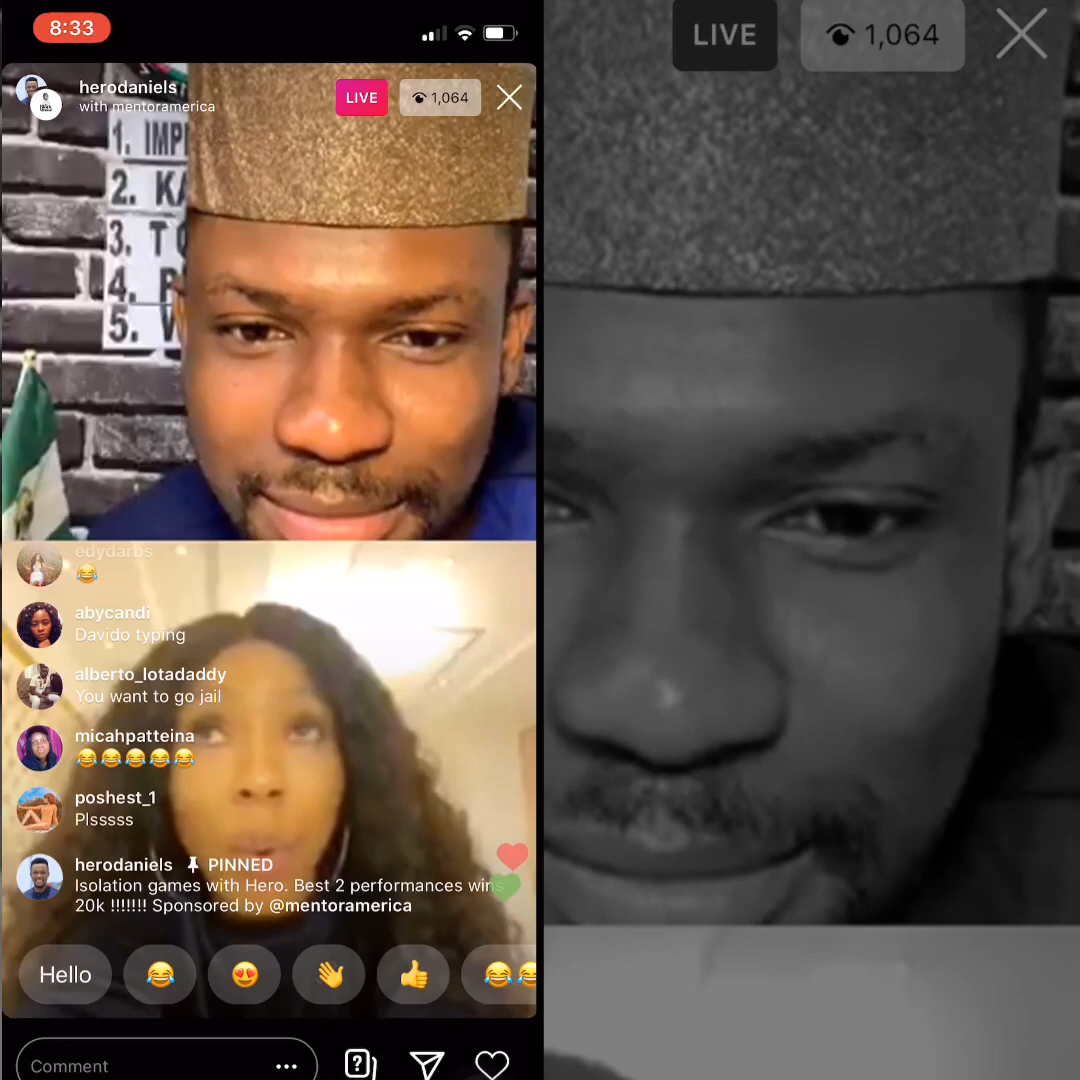 8:33
herodaniels
with mentoramerica
LIVE
1,064
1. IMP
2. KA
3. T
4.
5.
edydarbs
😂
abycandi
Davido typing
alberto_lotadaddy
You want to go jail
micahpatteina
😂😂😂😂😂
poshest_1
Plsssss
herodaniels PINNED
Isolation games with Hero. Best 2 performances wins
20k !!!!!!! Sponsored by @mentoramerica
Hello 😂 😍 👋 👍 😂😂
Comment
LIVE
1,064